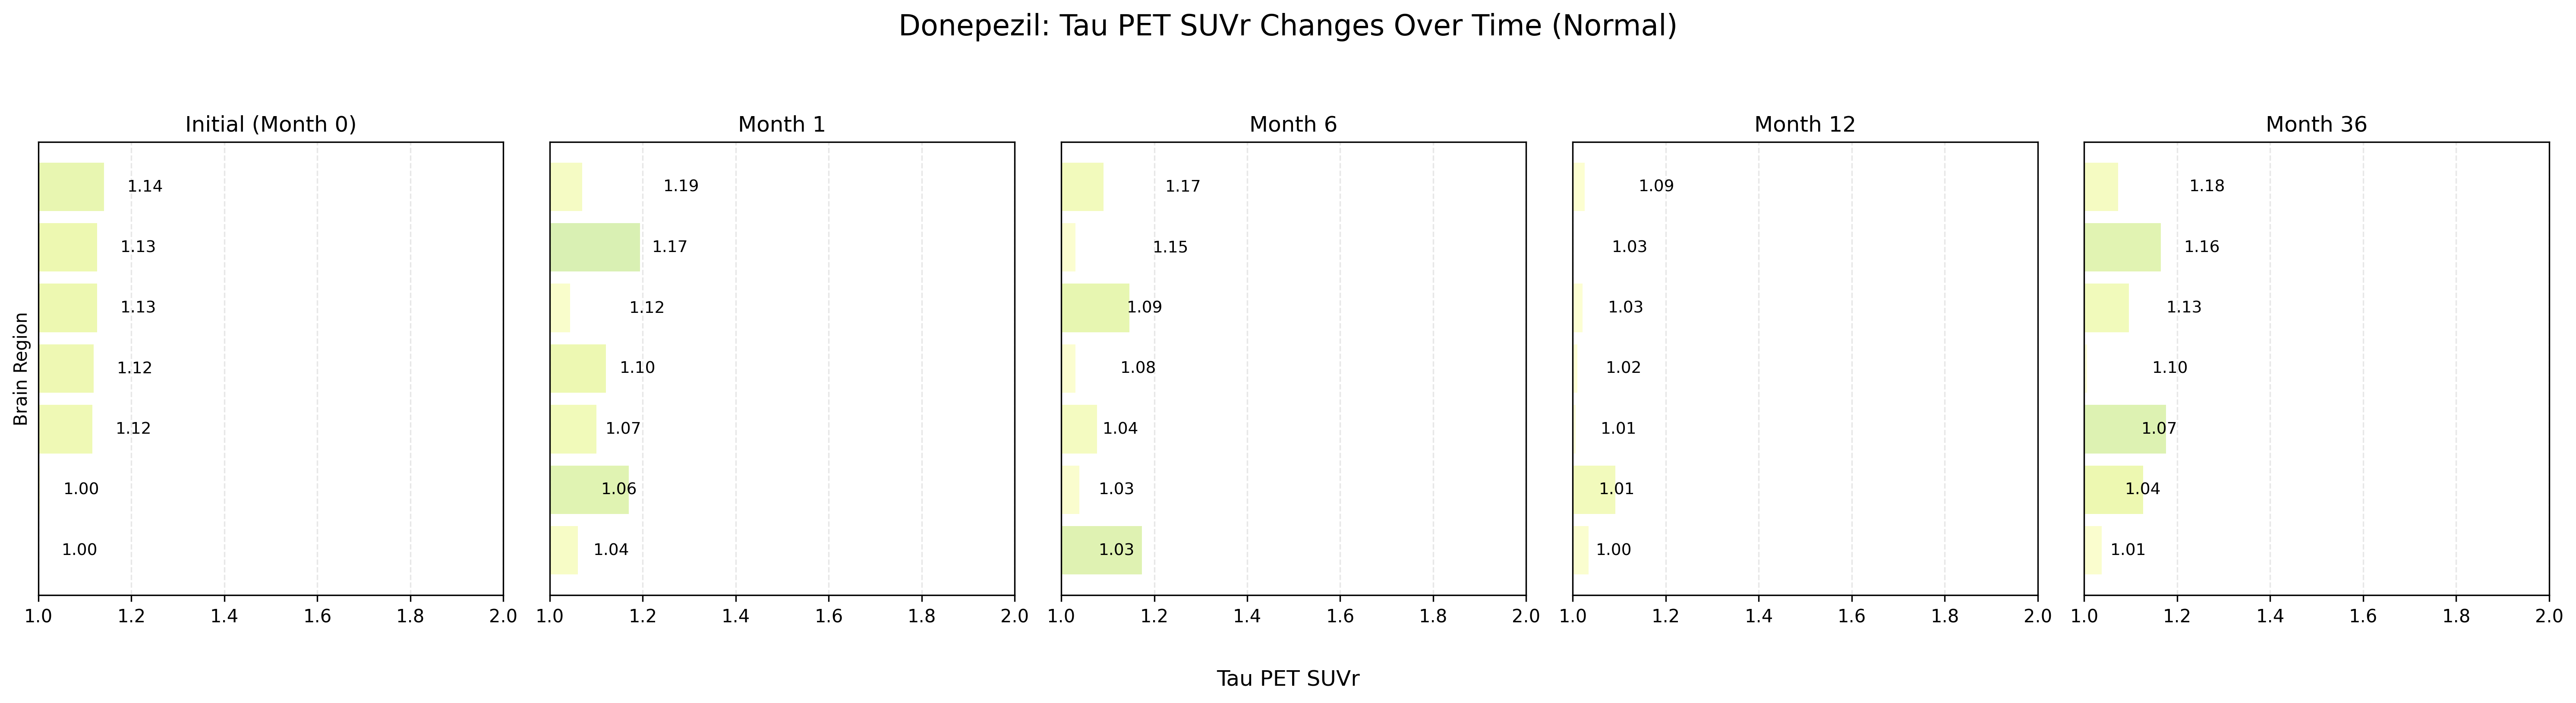 Donepezil: Tau PET SUVr Changes Over Time (Normal)
Initial (Month 0)
Brain Region
1.14
1.13
1.13
1.12
1.12
1.00
1.00
1.0 1.2 1.4 1.6 1.8 2.0
Month 1
1.19
1.17
1.12
1.10
1.07
1.06
1.04
1.0 1.2 1.4 1.6 1.8 2.0
Month 6
1.17
1.15
1.09
1.08
1.04
1.03
1.03
1.0 1.2 1.4 1.6 1.8 2.0
Month 12
1.09
1.03
1.03
1.02
1.01
1.01
1.00
1.0 1.2 1.4 1.6 1.8 2.0
Month 36
1.18
1.16
1.13
1.10
1.07
1.04
1.01
1.0 1.2 1.4 1.6 1.8 2.0
Tau PET SUVr